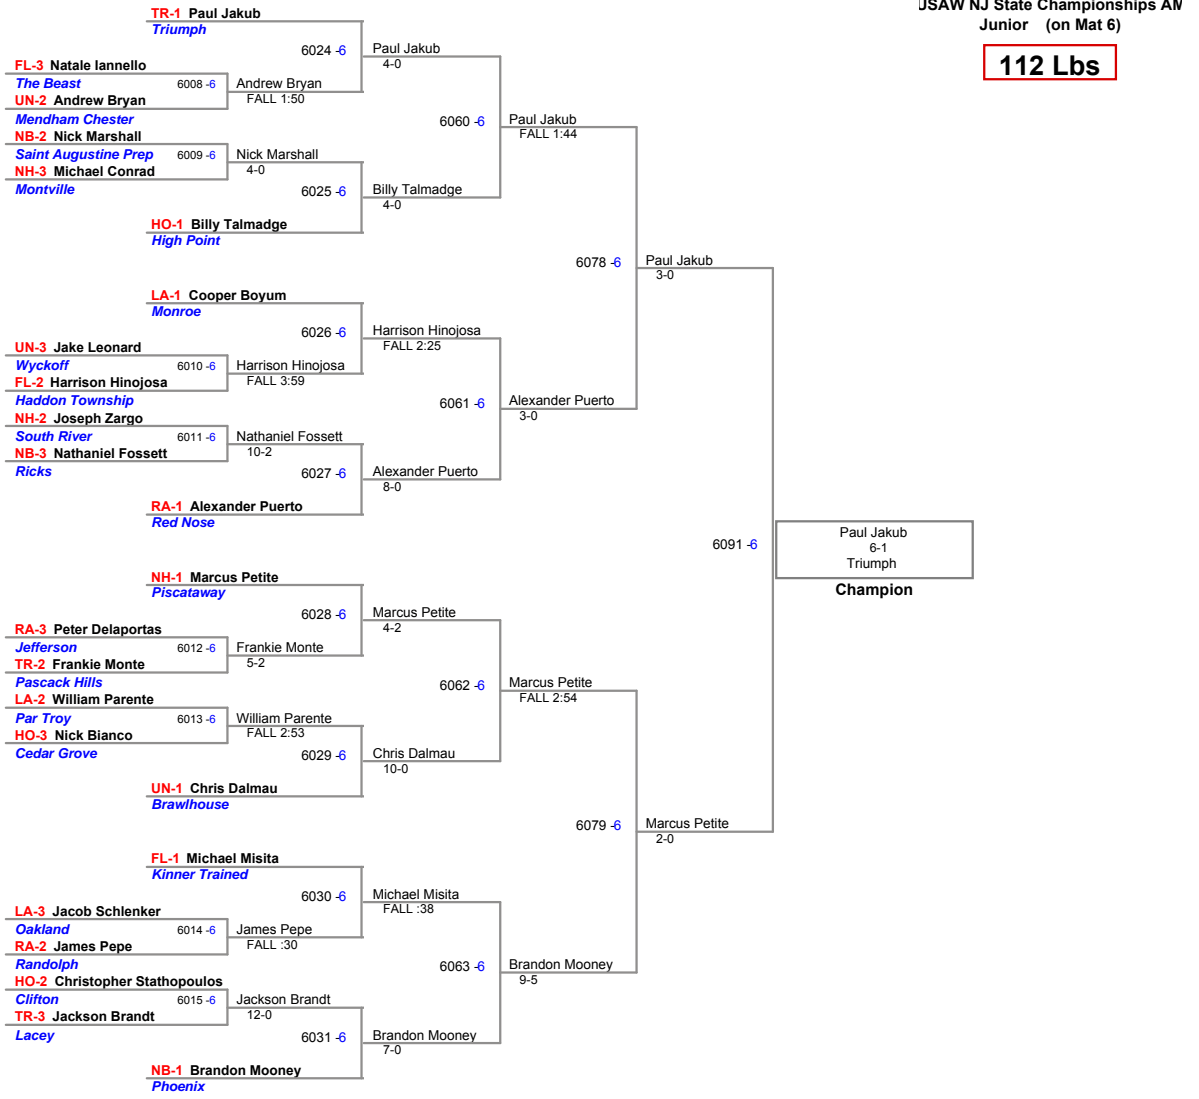 USAW NJ State Championships AM
Junior (on Mat 6)
112 Lbs
TR-1 Paul Jakub
Triumph
6024 -6
Paul Jakub
4-0
FL-3 Natale Iannello
The Beast
6008 -6
Andrew Bryan
FALL 1:50
UN-2 Andrew Bryan
Mendham Chester
6060 -6
Paul Jakub
FALL 1:44
NB-2 Nick Marshall
Saint Augustine Prep
6009 -6
Nick Marshall
4-0
NH-3 Michael Conrad
Montville
6025 -6
Billy Talmadge
4-0
HO-1 Billy Talmadge
High Point
6078 -6
Paul Jakub
3-0
LA-1 Cooper Boyum
Monroe
6026 -6
Harrison Hinojosa
FALL 2:25
UN-3 Jake Leonard
Wyckoff
6010 -6
Harrison Hinojosa
FALL 3:59
FL-2 Harrison Hinojosa
Haddon Township
6061 -6
Alexander Puerto
3-0
NH-2 Joseph Zargo
South River
6011 -6
Nathaniel Fossett
10-2
NB-3 Nathaniel Fossett
Ricks
6027 -6
Alexander Puerto
8-0
RA-1 Alexander Puerto
Red Nose
6091 -6
Paul Jakub
6-1
Triumph
Champion
NH-1 Marcus Petite
Piscataway
6028 -6
Marcus Petite
4-2
RA-3 Peter Delaportas
Jefferson
6012 -6
Frankie Monte
5-2
TR-2 Frankie Monte
Pascack Hills
6062 -6
Marcus Petite
FALL 2:54
LA-2 William Parente
Par Troy
6013 -6
William Parente
FALL 2:53
HO-3 Nick Bianco
Cedar Grove
6029 -6
Chris Dalmau
10-0
UN-1 Chris Dalmau
Brawlhouse
6079 -6
Marcus Petite
2-0
FL-1 Michael Misita
Kinner Trained
6030 -6
Michael Misita
FALL :38
LA-3 Jacob Schlenker
Oakland
6014 -6
James Pepe
FALL :30
RA-2 James Pepe
Randolph
6063 -6
Brandon Mooney
9-5
HO-2 Christopher Stathopoulos
Clifton
6015 -6
Jackson Brandt
12-0
TR-3 Jackson Brandt
Lacey
6031 -6
Brandon Mooney
7-0
NB-1 Brandon Mooney
Phoenix